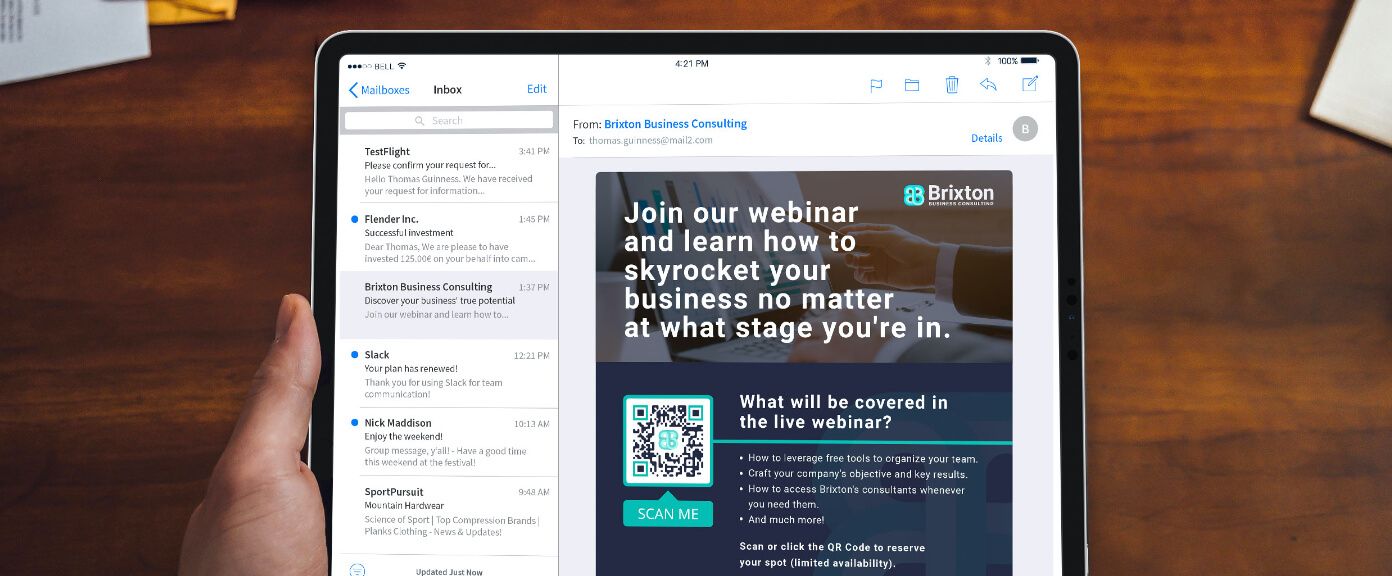 BELL
4:21 PM
100%
Mailboxes
Inbox
Edit
Search
TestFlight
3:41 PM
Please confirm your request for...
Hello Thomas Guinness. We have received
your request for information...
Flender Inc.
1:45 PM
Successful investment
Dear Thomas, We are please to have
invested 125.00€ on your behalf into cam...
Brixton Business Consulting
1:37 PM
Discover your business' true potential
Join our webinar and learn how to...
Slack
12:21 PM
Your plan has renewed!
Thank you for using Slack for team
communication!
Nick Maddison
10:13 AM
Enjoy the weekend!
Group message, y'all! - Have a good time
this weekend at the festival!
SportPursuit
9:48 AM
Mountain Hardwear
Science of Sport | Top Compression Brands |
Planks Clothing - News & Updates!
Updated Just Now
From: Brixton Business Consulting
To: thomas.guinness@mail2.com
Details
B
Brixton
BUSINESS CONSULTING
Join our webinar
and learn how to
skyrocket your
business no matter
at what stage you're in.
SCAN ME
What will be covered in
the live webinar?
• How to leverage free tools to organize your team.
• Craft your company's objective and key results.
• How to access Brixton's consultants whenever
you need them.
• And much more!
Scan or click the QR Code to reserve
your spot (limited availability).